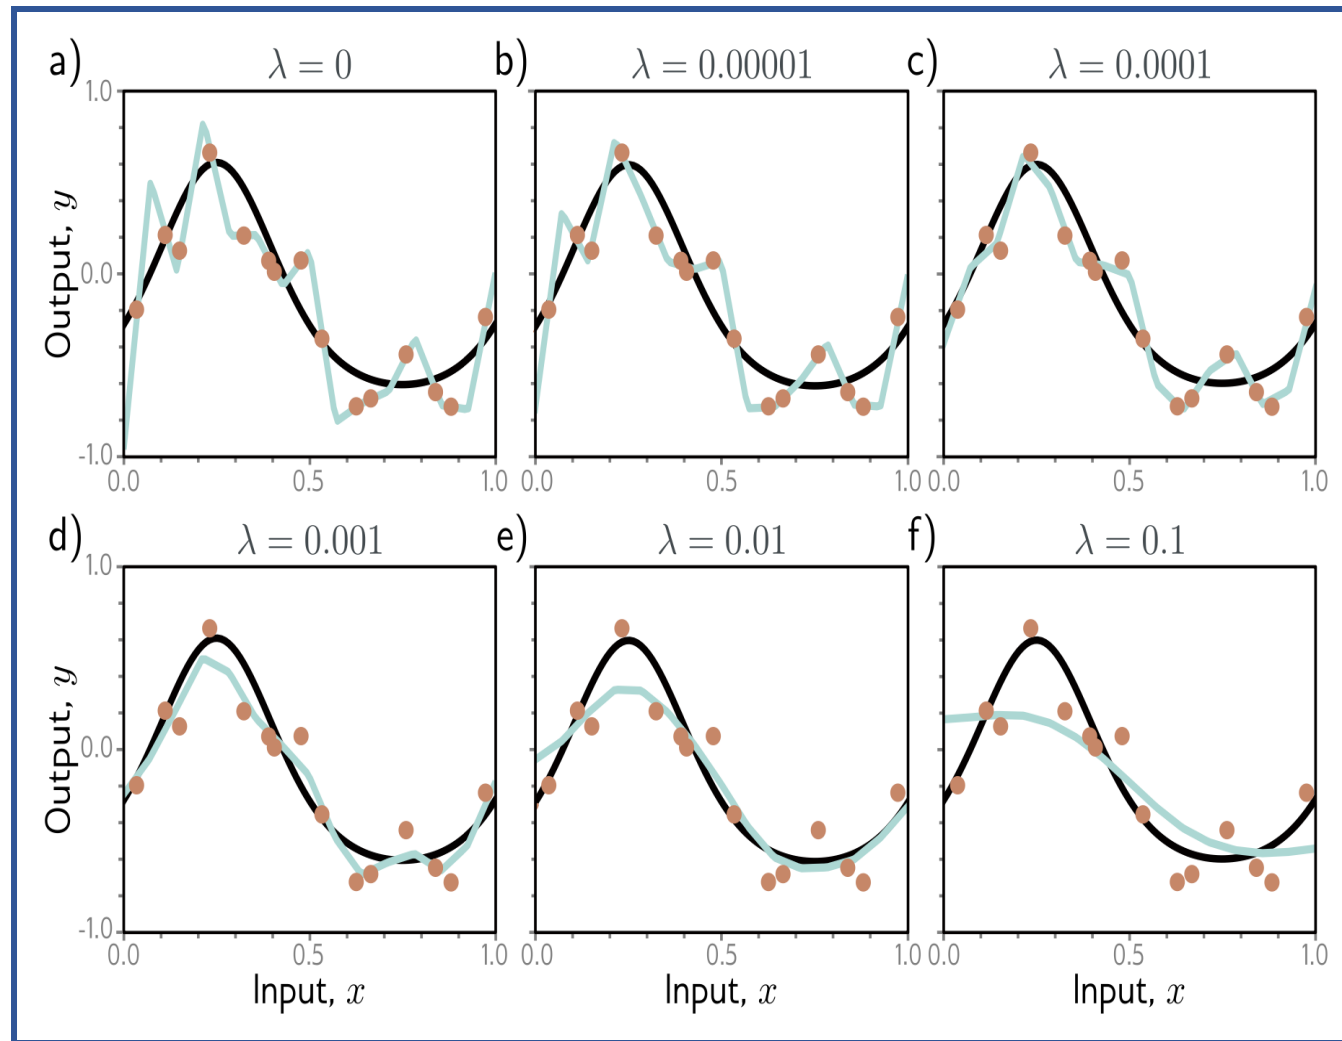 a) λ = 0
b) λ = 0.00001
c) λ = 0.0001
Output, y
1.0
0.0
-1.0
0.0 0.5 1.0
0.0 0.5 1.0
0.0 0.5 1.0
d) λ = 0.001
e) λ = 0.01
f) λ = 0.1
Output, y
1.0
0.0
-1.0
0.0 0.5 1.0
0.0 0.5 1.0
0.0 0.5 1.0
Input, x
Input, x
Input, x